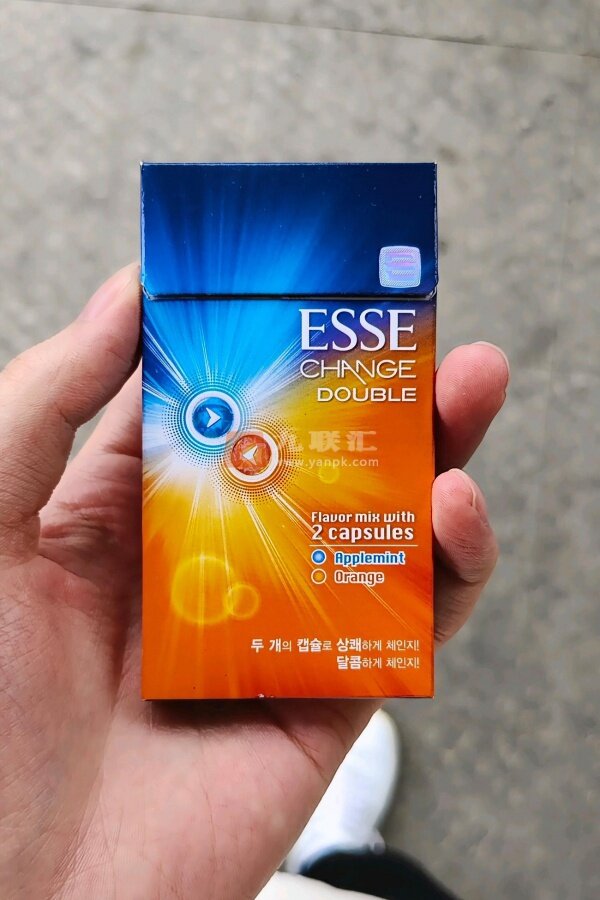 ESSE
CHANGE
DOUBLE
联汇
www.yanpk.com
Flavor mix with
2 capsules
Applemint
Orange
두 개의 캡슐로 상쾌하게 체인지!
달콤하게 체인지!